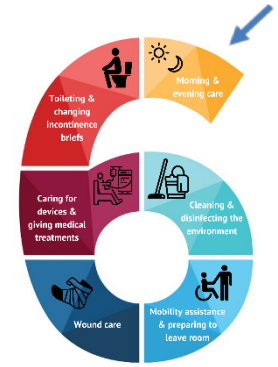 Morning &
evening care
Toileting &
changing
incontinence
briefs
Caring for
devices &
giving medical
treatments
Cleaning &
disinfecting the
environment
Wound care
Mobility assistance
& preparing to
leave room